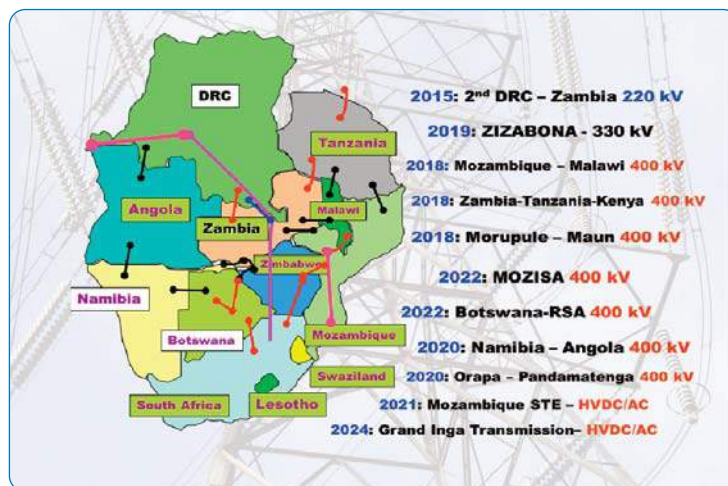 DRC
Tanzania
Angola
Zambia
Malawi
Zimbabwe
Namibia
Botswana
Mozambique
Swaziland
South Africa
Lesotho
2015: 2nd DRC – Zambia 220 kV
2019: ZIZABONA - 330 kV
2018: Mozambique – Malawi 400 kV
2018: Zambia-Tanzania-Kenya 400 kV
2018: Morupule – Maun 400 kV
2022: MOZISA 400 kV
2022: Botswana-RSA 400 kV
2020: Namibia – Angola 400 kV
2020: Orapa – Pandamatenga 400 kV
2021: Mozambique STE – HVDC/AC
2024: Grand Inga Transmission– HVDC/AC